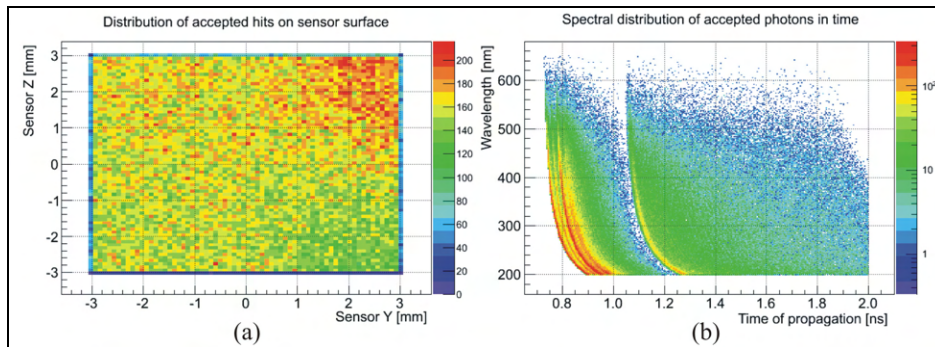 Distribution of accepted hits on sensor surface
Sensor Z [mm]
3
2
1
0
-1
-2
-3
-3 -2 -1 0 1 2 3
Sensor Y [mm]
200
180
160
140
120
100
80
60
40
20
0
(a)
Spectral distribution of accepted photons in time
Wavelength [nm]
600
500
400
300
200
0.8 1.0 1.2 1.4 1.6 1.8 2.0
Time of propagation [ns]
10²
10
1
(b)